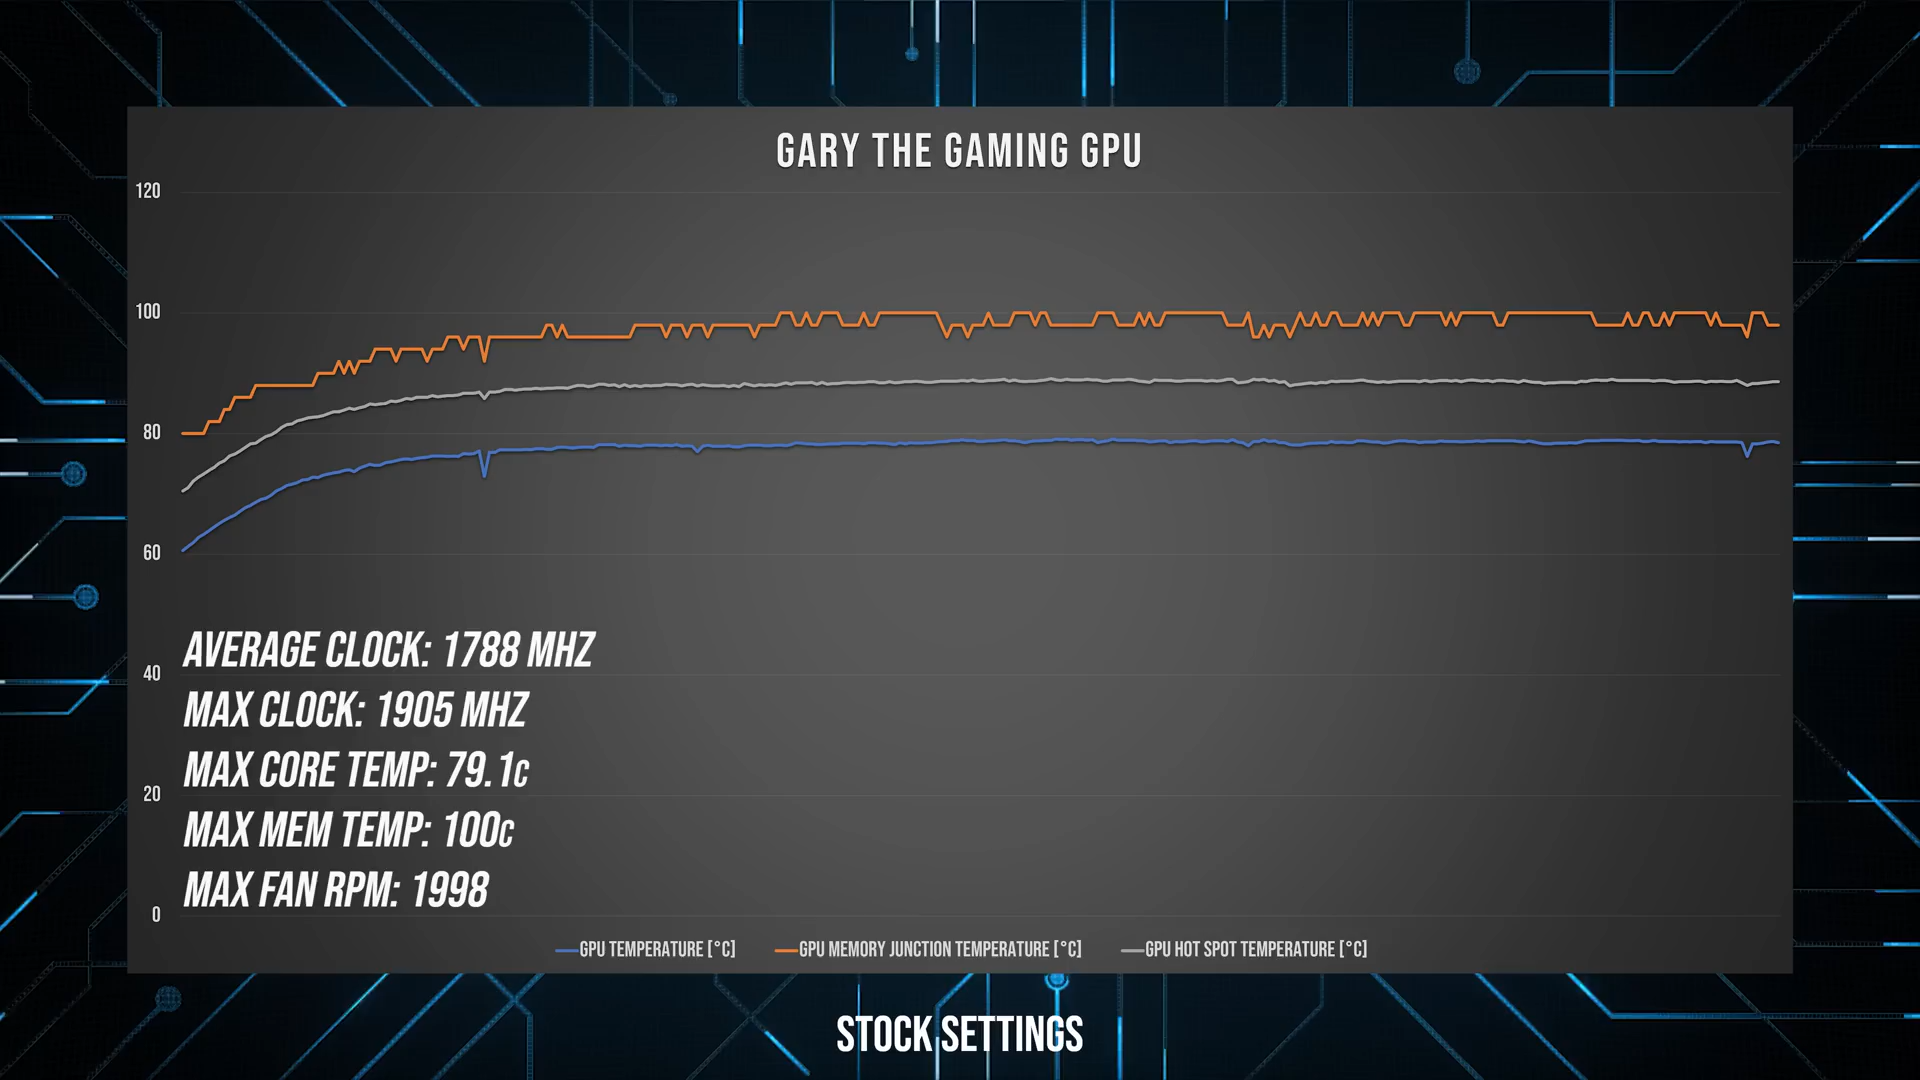 GARY THE GAMING GPU
120
100
80
60
40
20
0
AVERAGE CLOCK: 1788 MHZ
MAX CLOCK: 1905 MHZ
MAX CORE TEMP: 79.1C
MAX MEM TEMP: 100C
MAX FAN RPM: 1998
GPU TEMPERATURE [°C] GPU MEMORY JUNCTION TEMPERATURE [°C] GPU HOT SPOT TEMPERATURE [°C]
STOCK SETTINGS